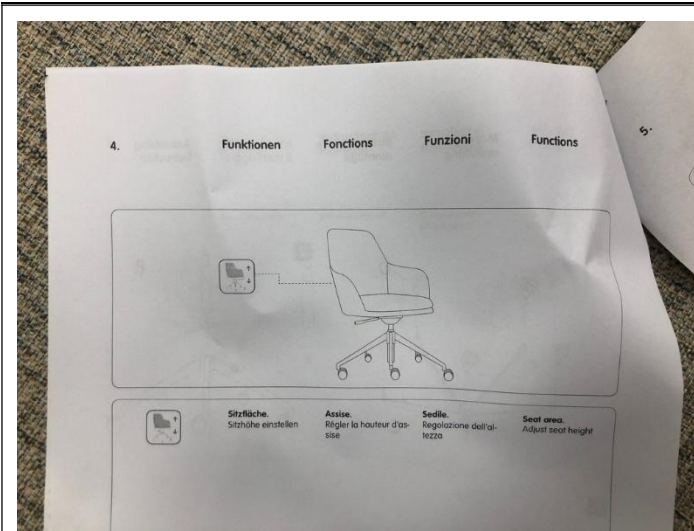 4. Funktionen Fonctions Funzioni Functions
5.
Sitzfläche. Assise. Sedile. Seat area.
Sitzhöhe einstellen Régler la hauteur d'as- Regolazione dell'al- Adjust seat height
sise tezza